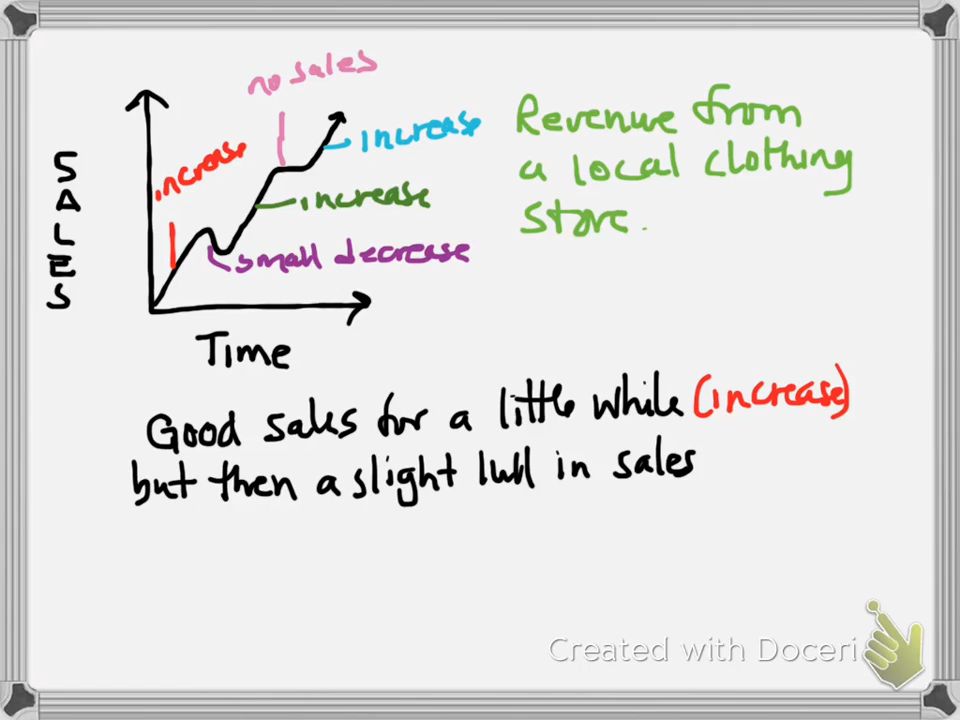 no sales
increase
increase
increase
small decrease
SALES
Time
Revenue from
a local clothing
store.
Good sales for a little while (increase)
but then a slight lull in sales
Created with Doceri